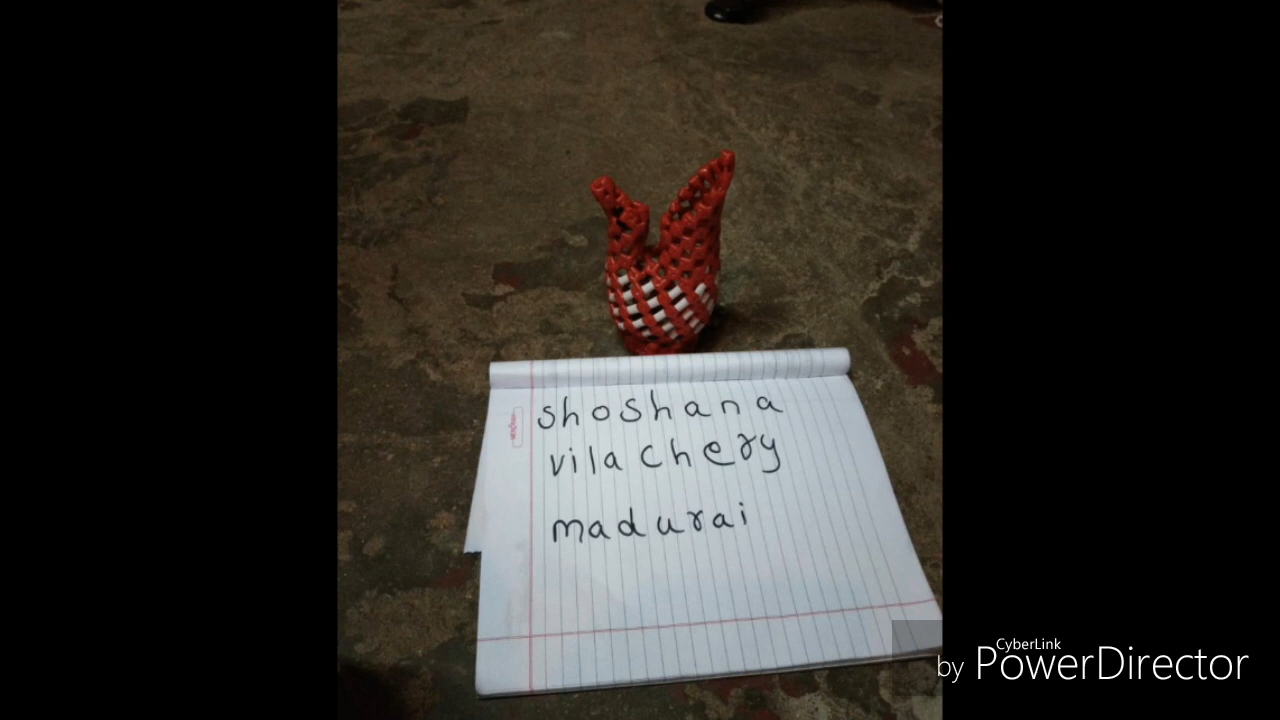 shoshana
vilachery
madurai
CyberLink
by PowerDirector